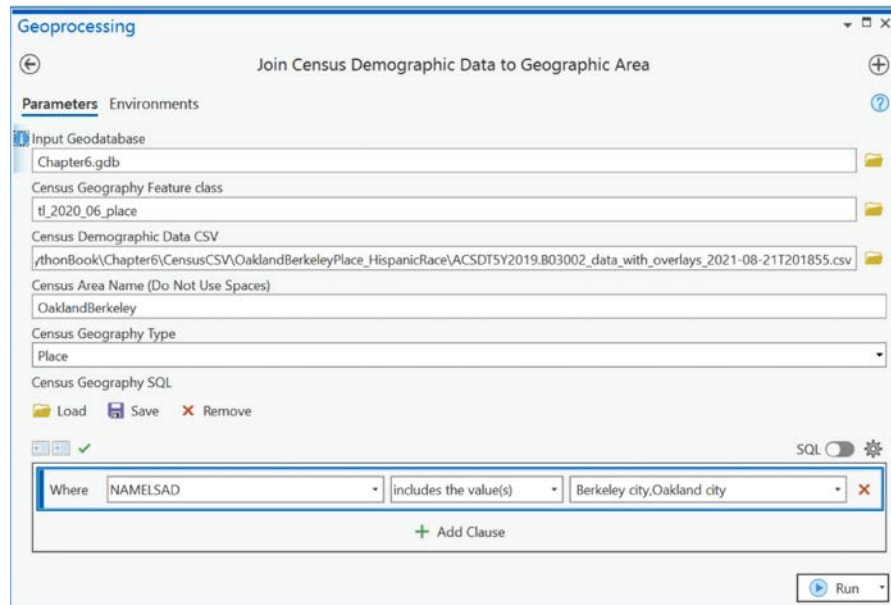 Geoprocessing
Join Census Demographic Data to Geographic Area
Parameters Environments
Input Geodatabase
Chapter6.gdb
Census Geography Feature class
tl_2020_06_place
Census Demographic Data CSV
ythonBook\Chapter6\CensusCSV\OaklandBerkeleyPlace_HispanicRace\ACSDT5Y2019.B03002_data_with_overlays_2021-08-21T201855.csv
Census Area Name (Do Not Use Spaces)
OaklandBerkeley
Census Geography Type
Place
Census Geography SQL
Load Save Remove
SQL
Where NAMELSAD includes the value(s) Berkeley city,Oakland city
Add Clause
Run